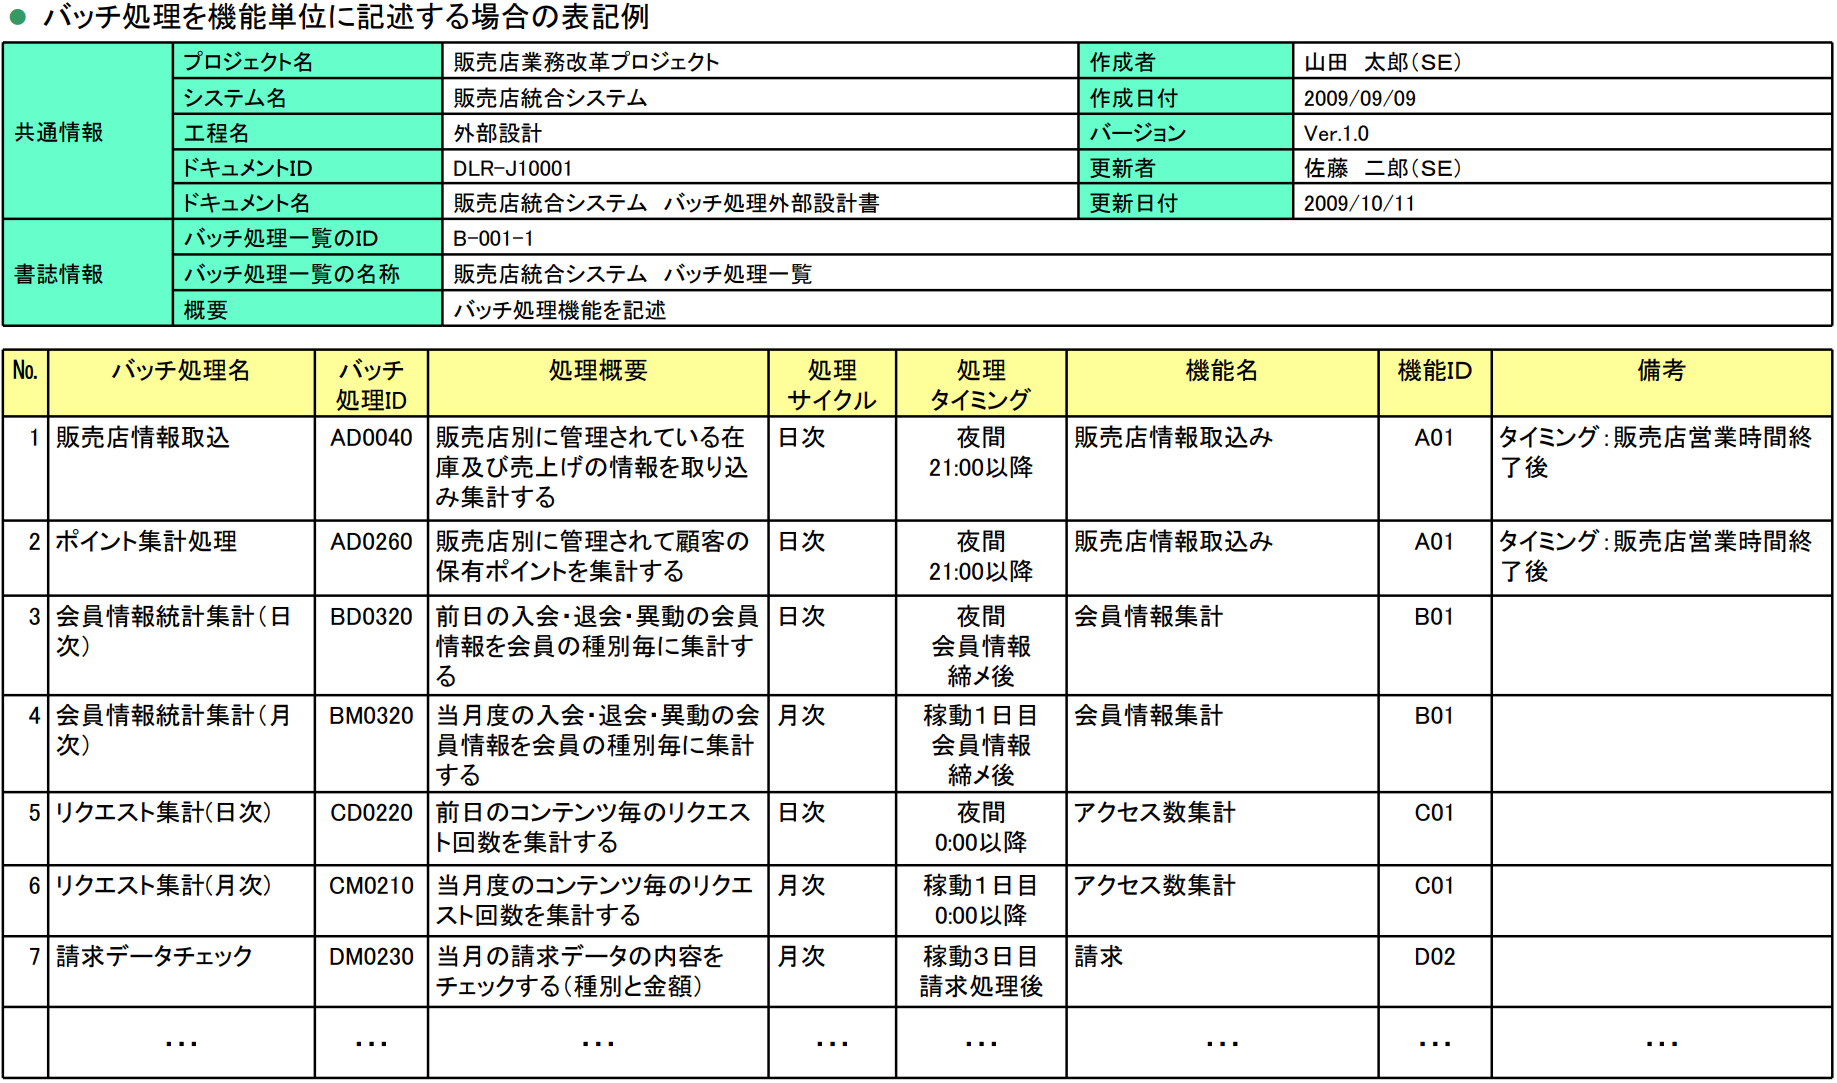 ● バッチ処理を機能単位に記述する場合の表記例
共通情報
プロジェクト名 販売店業務改革プロジェクト 作成者 山田　太郎（SE）
システム名 販売店統合システム 作成日付 2009/09/09
工程名 外部設計 バージョン Ver.1.0
ドキュメントID DLR-J10001 更新者 佐藤　二郎（SE）
ドキュメント名 販売店統合システム　バッチ処理外部設計書 更新日付 2009/10/11
書誌情報
バッチ処理一覧のID B-001-1
バッチ処理一覧の名称 販売店統合システム　バッチ処理一覧
概要 バッチ処理機能を記述
No.
バッチ処理名
バッチ
処理ID
処理概要
処理
サイクル
処理
タイミング
機能名
機能ID
備考
1
販売店情報取込
AD0040
販売店別に管理されている在
庫及び売上げの情報を取り込
み集計する
日次
夜間
21:00以降
販売店情報取込み
A01
タイミング：販売店営業時間終
了後
2
ポイント集計処理
AD0260
販売店別に管理されて顧客の
保有ポイントを集計する
日次
夜間
21:00以降
販売店情報取込み
A01
タイミング：販売店営業時間終
了後
3
会員情報統計集計（日
次）
BD0320
前日の入会・退会・異動の会員
情報を会員の種別毎に集計す
る
日次
夜間
会員情報
締メ後
会員情報集計
B01
4
会員情報統計集計（月
次）
BM0320
当月度の入会・退会・異動の会
員情報を会員の種別毎に集計
する
月次
稼動１日目
会員情報
締メ後
会員情報集計
B01
5
リクエスト集計(日次）
CD0220
前日のコンテンツ毎のリクエス
ト回数を集計する
日次
夜間
0:00以降
アクセス数集計
C01
6
リクエスト集計(月次）
CM0210
当月度のコンテンツ毎のリクエ
スト回数を集計する
月次
稼動１日目
0:00以降
アクセス数集計
C01
7
請求データチェック
DM0230
当月の請求データの内容を
チェックする（種別と金額）
月次
稼動３日目
請求処理後
請求
D02
… … … … … … … …